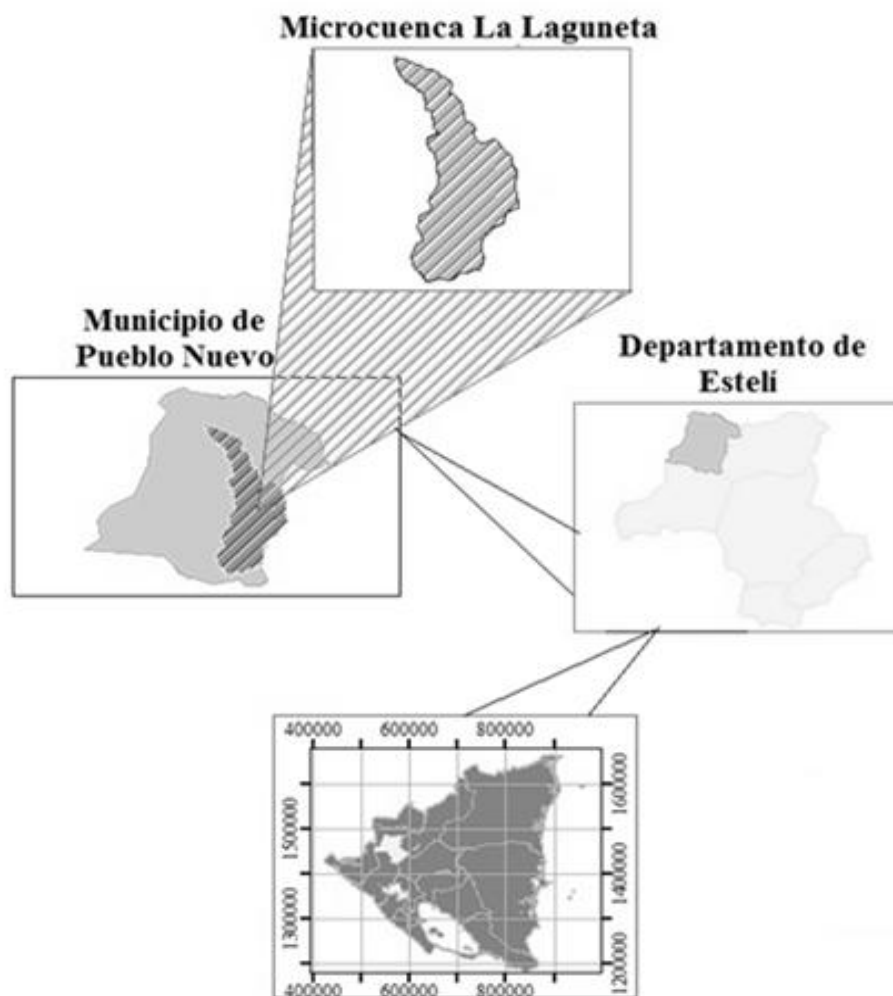 Microcuenca La Laguneta
Municipio de
Pueblo Nuevo
Departamento de
Estelí
400000 600000 800000
1500000
1300000
1600000
1400000
1200000
400000 600000 800000